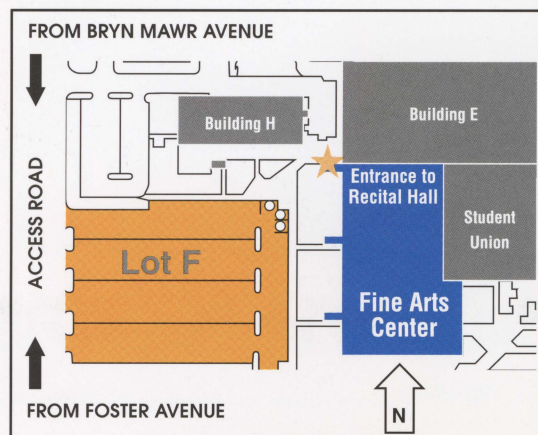 FROM BRYN MAWR AVENUE
ACCESS ROAD
Building H
Building E
Entrance to
Recital Hall
Student
Union
Lot F
Fine Arts
Center
N
FROM FOSTER AVENUE